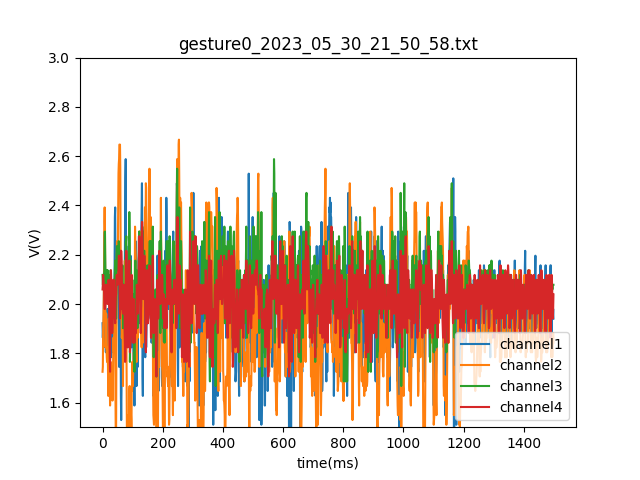 gesture0_2023_05_30_21_50_58.txt
3.0
2.8
2.6
2.4
2.2
2.0
1.8
1.6
V(V)
channel1
channel2
channel3
channel4
0 200 400 600 800 1000 1200 1400
time(ms)